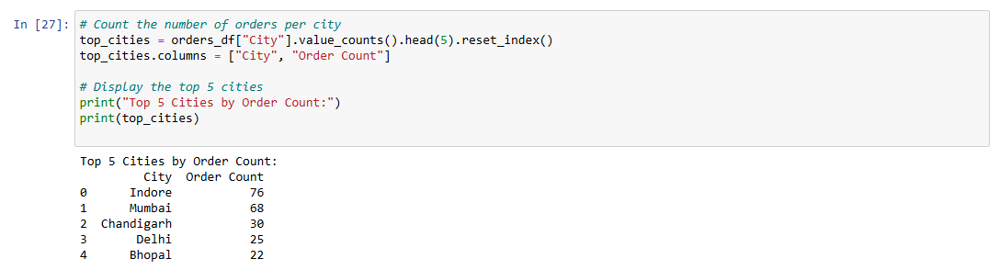 In [27]: # Count the number of orders per city
top_cities = orders_df["City"].value_counts().head(5).reset_index()
top_cities.columns = ["City", "Order Count"]
# Display the top 5 cities
print("Top 5 Cities by Order Count:")
print(top_cities)
Top 5 Cities by Order Count:
City Order Count
0 Indore 76
1 Mumbai 68
2 Chandigarh 30
3 Delhi 25
4 Bhopal 22